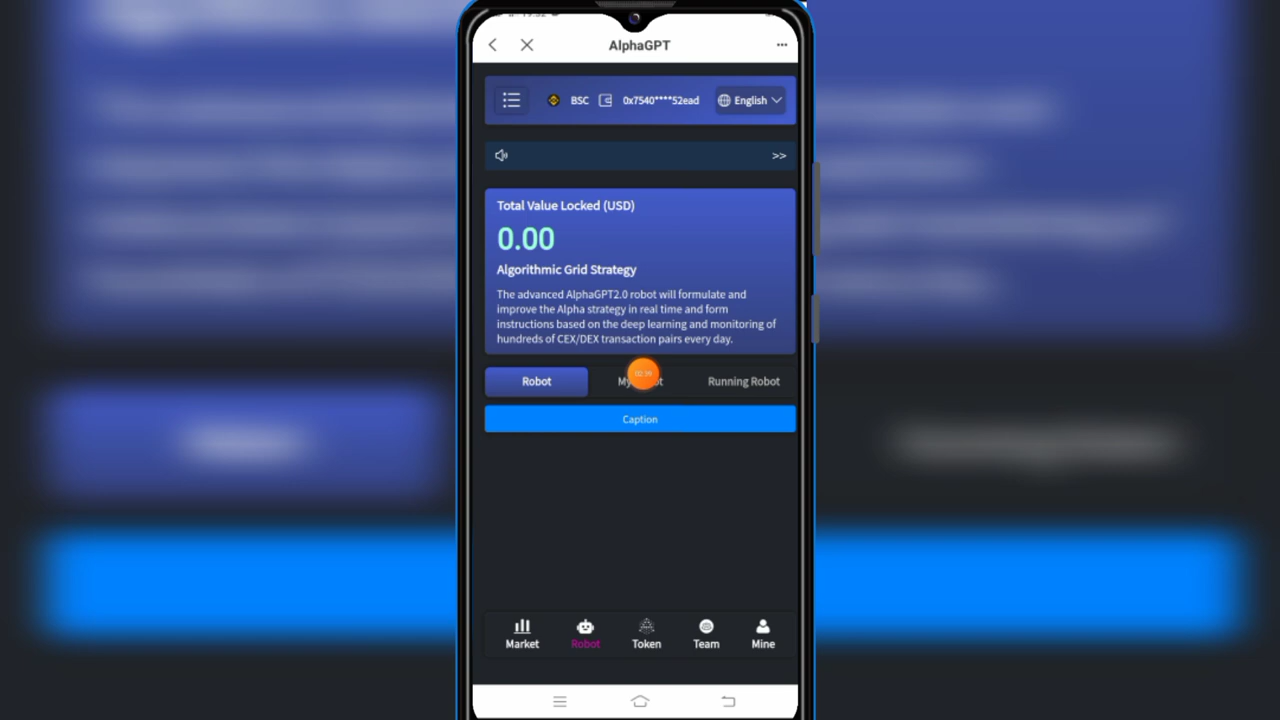 AlphaGPT
BSC 0x7540****52ead English
>>
Total Value Locked (USD)
0.00
Algorithmic Grid Strategy
The advanced AlphaGPT2.0 robot will formulate and
improve the Alpha strategy in real time and form
instructions based on the deep learning and monitoring of
hundreds of CEX/DEX transaction pairs every day.
Robot Running Robot
Caption
Market Robot Token Team Mine